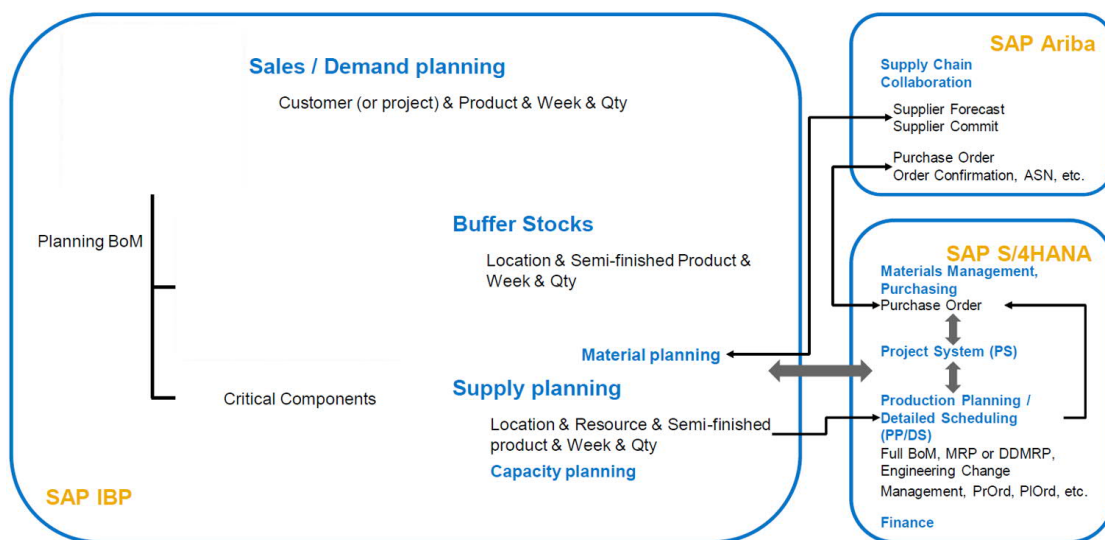 Sales / Demand planning
Customer (or project) & Product & Week & Qty
Planning BoM
Buffer Stocks
Location & Semi-finished Product &
Week & Qty
Material planning
Supply planning
Critical Components
Location & Resource & Semi-finished
product & Week & Qty
Capacity planning
SAP IBP
SAP Ariba
Supply Chain
Collaboration
Supplier Forecast
Supplier Commit
Purchase Order
Order Confirmation, ASN, etc.
SAP S/4HANA
Materials Management,
Purchasing
Purchase Order
Project System (PS)
Production Planning /
Detailed Scheduling
(PP/DS)
Full BoM, MRP or DDMRP,
Engineering Change
Management, PrOrd, PlOrd, etc.
Finance